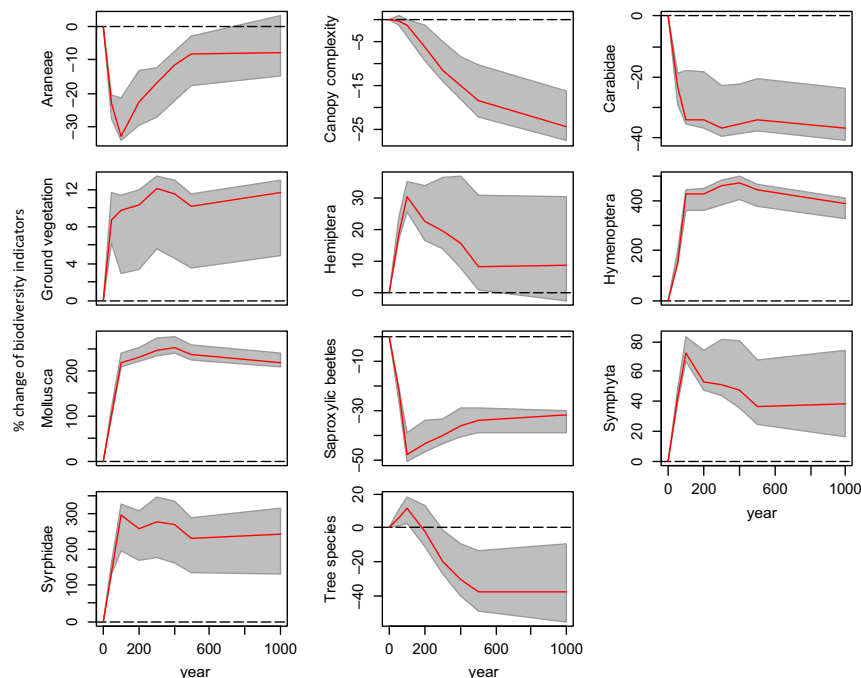 % change of biodiversity indicators
Araneae
0
−10
−20
−30
Canopy complexity
0
−5
−15
−25
Carabidae
0
−20
−40
Ground vegetation
12
8
4
0
Hemiptera
30
20
10
0
Hymenoptera
400
200
0
Mollusca
200
100
0
Saproxylic beetles
−10
−30
−50
Symphyta
80
60
40
20
0
0 200 600 1000
year
Syrphidae
300
200
100
0
0 200 600 1000
year
Tree species
20
0
−20
−40
0 200 600 1000
year